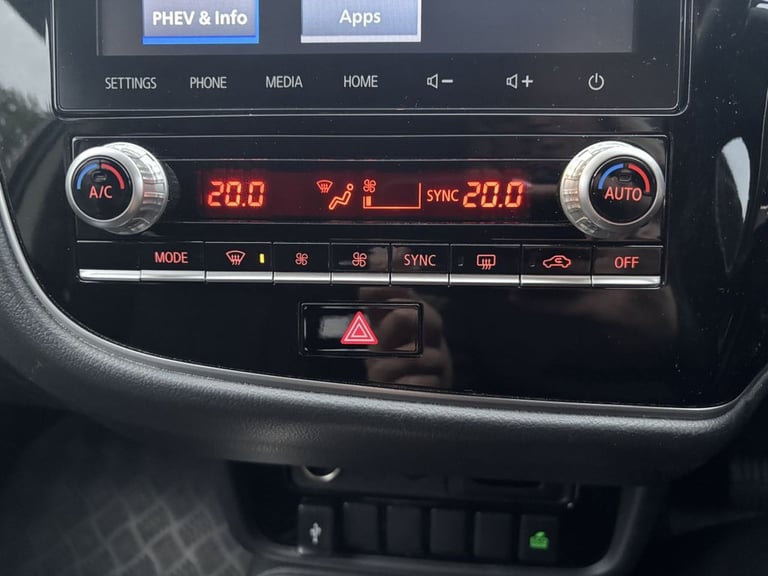 PHEV & Info Apps
SETTINGS PHONE MEDIA HOME
A/C 20.0 SYNC 20.0 AUTO
MODE SYNC OFF